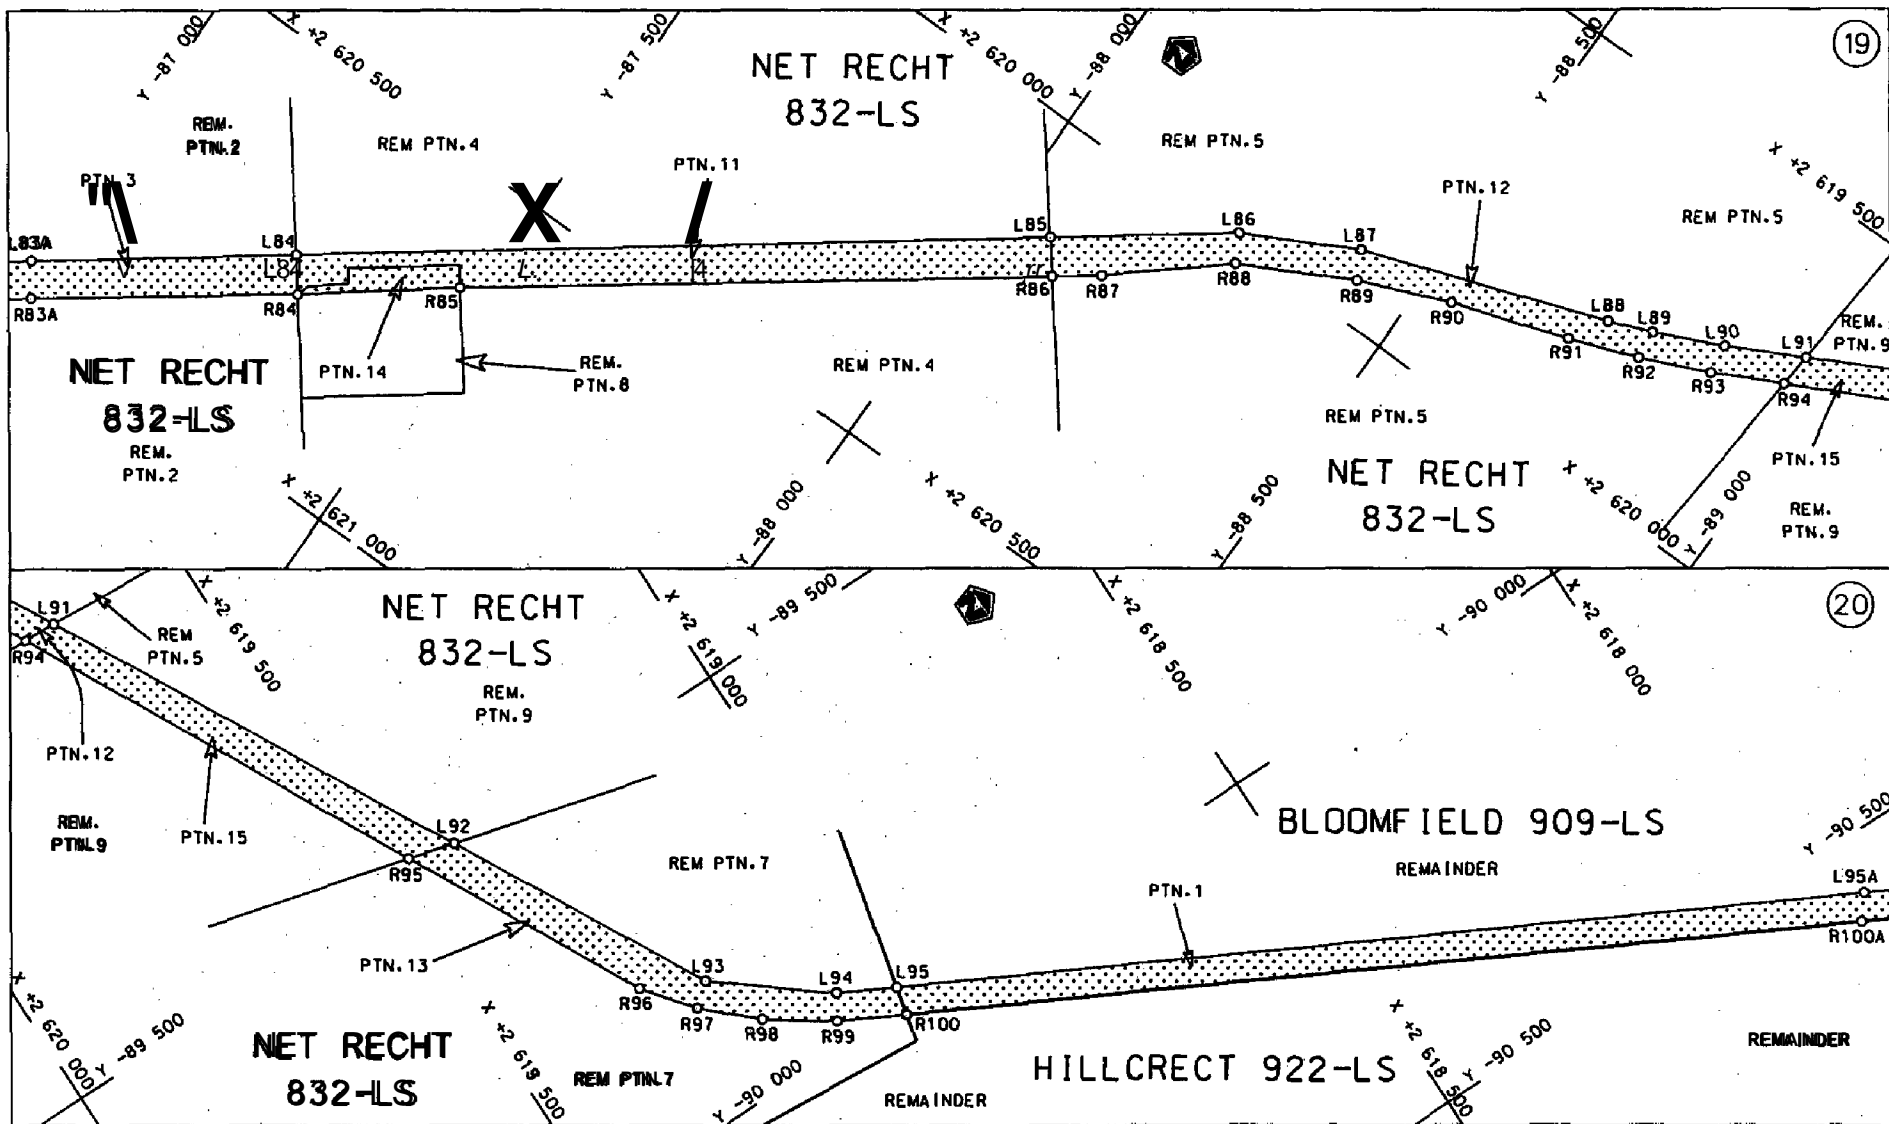 Y -87 000
X +2 620 500
Y -87 500
NET RECHT
832-LS
X +2 620 000
Y -88 000
Y -88 500
19
REM.
PTN.2
REM PTN.4
PTN.11
REM PTN.5
X +2 619 500
PTN.3
PTN.12
REM PTN.5
L83A
L84
L85
L86
L87
L88
L89
L90
L91
REM.
PTN.9
R83A
R84
R85
R86
R87
R88
R89
R90
R91
R92
R93
R94
NET RECHT
832-LS
PTN.14
REM.
PTN.8
REM PTN.4
REM PTN.5
REM.
PTN.2
NET RECHT
832-LS
PTN.15
REM.
PTN.9
X +2 621 000
Y -88 000
X +2 620 500
Y -88 500
X +2 620 000
Y -89 000
20
L91
R94
REM
PTN.5
X +2 619 500
NET RECHT
832-LS
REM.
PTN.9
X +2 619 000
Y -89 500
X +2 618 500
Y -90 000
X +2 618 000
PTN.12
REM.
PTN.9
PTN.15
L92
R95
REM PTN.7
BLOOMFIELD 909-LS
REMAINDER
Y -90 500
PTN.1
L95A
R100A
PTN.13
L93
L94
L95
R96
R97
R98
R99
R100
X +2 620 000
Y -89 500
NET RECHT
832-LS
X +2 619 500
REM PTN.7
Y -90 000
REMAINDER
HILLCRECT 922-LS
X +2 618 500
Y -90 500
REMAINDER